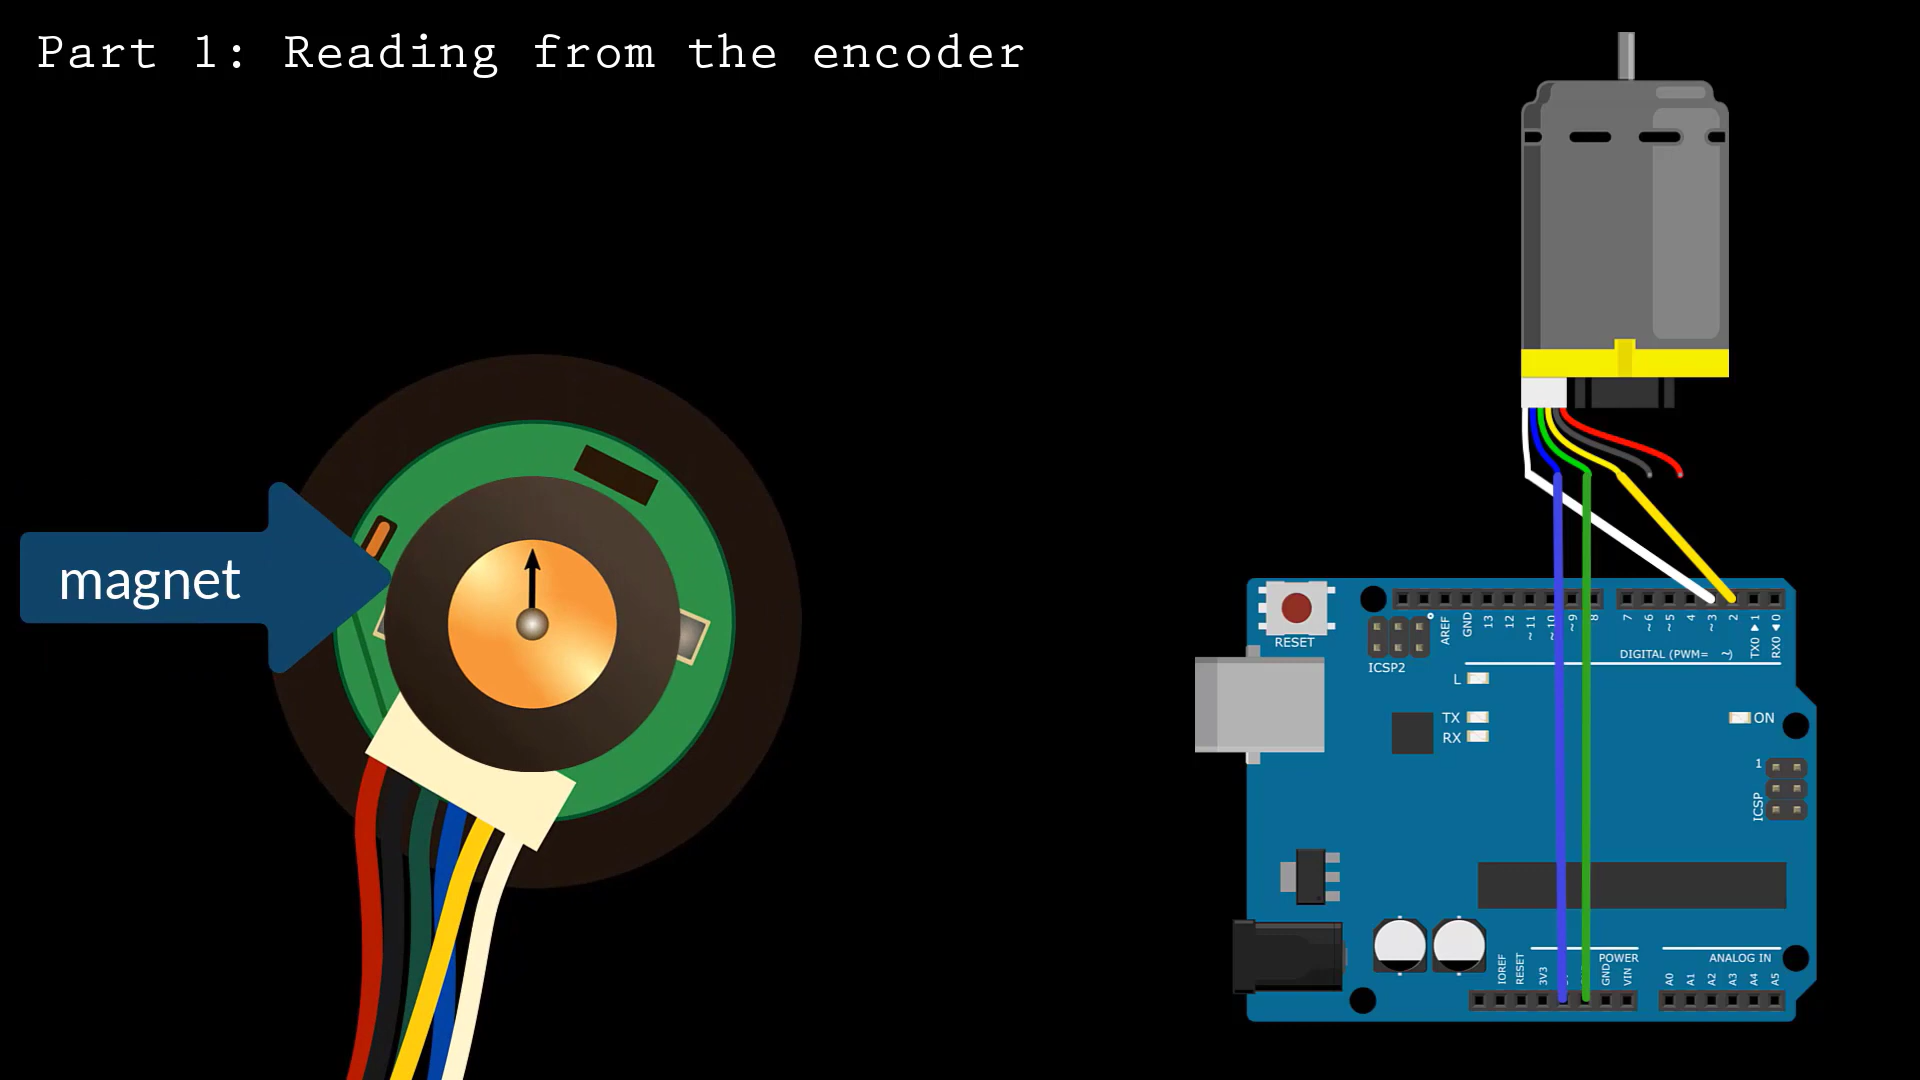 Part 1: Reading from the encoder
magnet
RESET
ICSP2
AREF
GND
13
12
~11
~10
~9
8
7
~6
~5
4
~3
2
TX0▶1
RX0◀0
DIGITAL (PWM= ~)
L
TX
RX
ON
1
ICSP
IOREF
RESET
3V3
GND
VIN
POWER
A0
A1
A2
A3
A4
A5
ANALOG IN